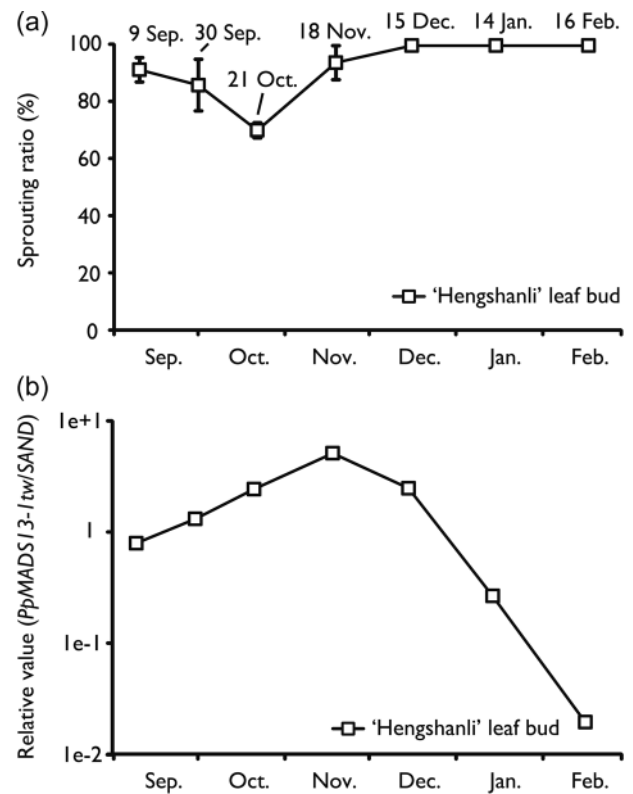 (a)
9 Sep.
30 Sep.
21 Oct.
18 Nov.
15 Dec.
14 Jan.
16 Feb.
Sprouting ratio (%)
100
80
60
40
20
0
'Hengshanli' leaf bud
Sep. Oct. Nov. Dec. Jan. Feb.
(b)
Relative value (PpMADS13-1tw/SAND)
1e+1
1
1e-1
1e-2
'Hengshanli' leaf bud
Sep. Oct. Nov. Dec. Jan. Feb.